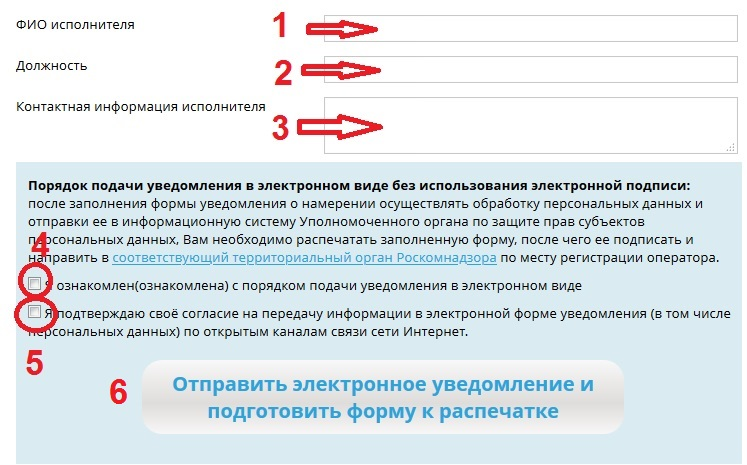 ФИО исполнителя 1
Должность 2
Контактная информация исполнителя 3
Порядок подачи уведомления в электронном виде без использования электронной подписи:
после заполнения формы уведомления о намерении осуществлять обработку персональных данных и
отправки ее в информационную систему Уполномоченного органа по защите прав субъектов
персональных данных, Вам необходимо распечатать заполненную форму, после чего ее подписать и
направить в соответствующий территориальный орган Роскомнадзора по месту регистрации оператора.
4
Я ознакомлен(ознакомлена) с порядком подачи уведомления в электронном виде
Я подтверждаю своё согласие на передачу информации в электронной форме уведомления (в том числе
персональных данных) по открытым каналам связи сети Интернет.
5
6
Отправить электронное уведомление и
подготовить форму к распечатке